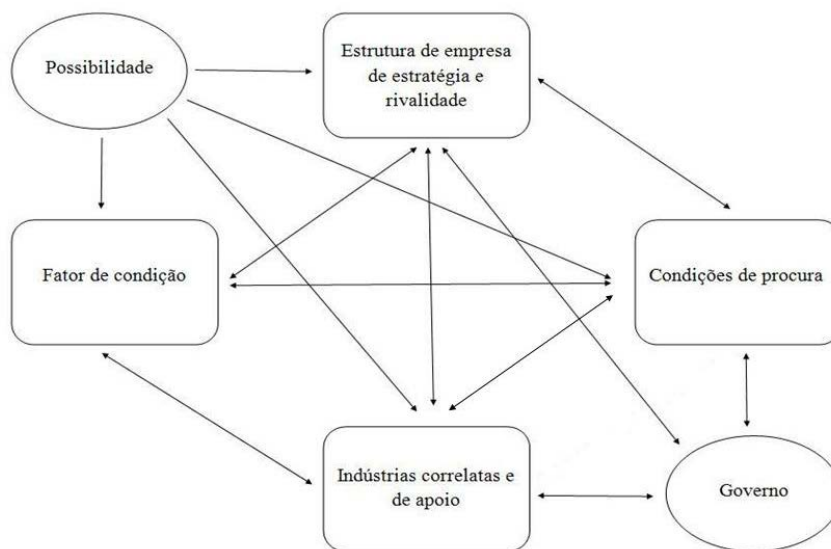 Possibilidade
Estrutura de empresa
de estratégia e
rivalidade
Fator de condição
Condições de procura
Indústrias correlatas e
de apoio
Governo